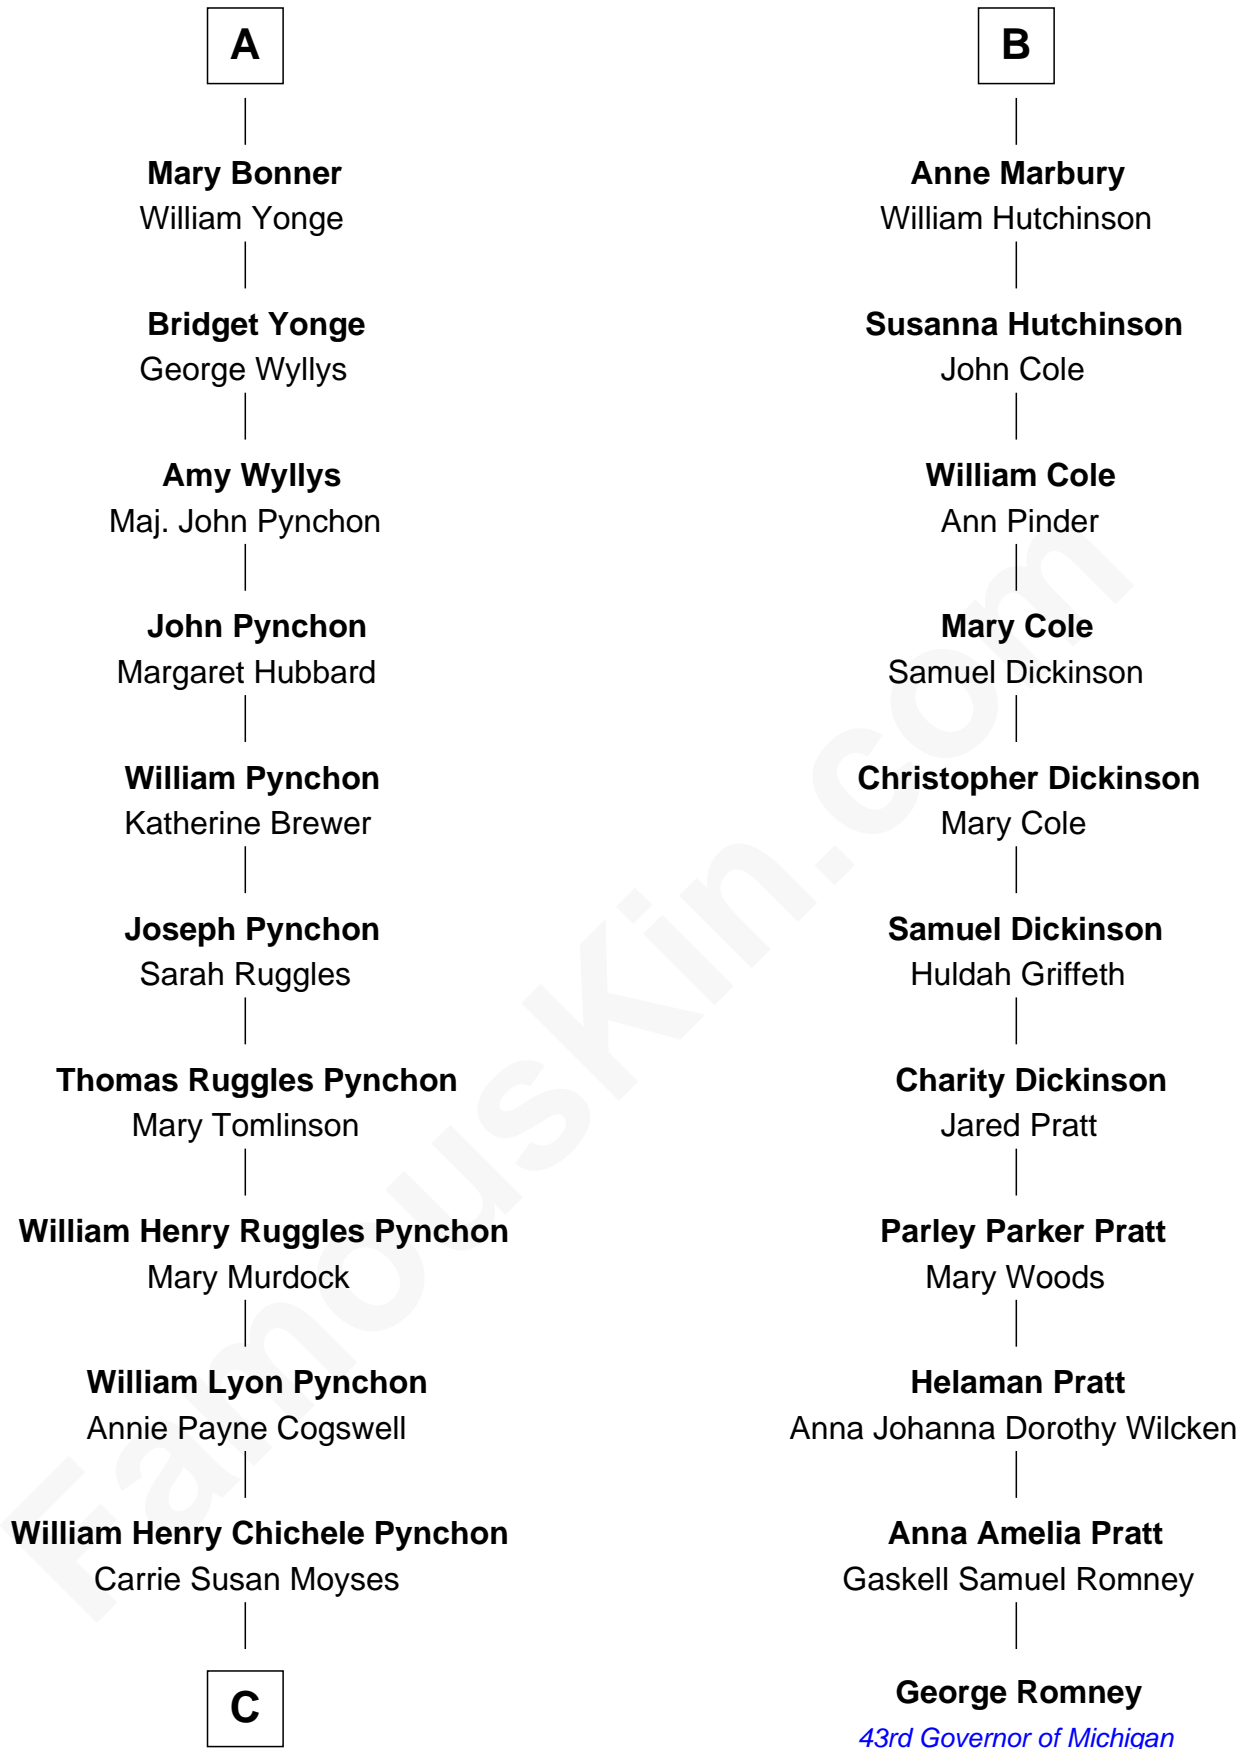 A
Mary Bonner
William Yonge
Bridget Yonge
George Wyllys
Amy Wyllys
Maj. John Pynchon
John Pynchon
Margaret Hubbard
William Pynchon
Katherine Brewer
Joseph Pynchon
Sarah Ruggles
Thomas Ruggles Pynchon
Mary Tomlinson
William Henry Ruggles Pynchon
Mary Murdock
William Lyon Pynchon
Annie Payne Cogswell
William Henry Chichele Pynchon
Carrie Susan Moyses
C
B
Anne Marbury
William Hutchinson
Susanna Hutchinson
John Cole
William Cole
Ann Pinder
Mary Cole
Samuel Dickinson
Christopher Dickinson
Mary Cole
Samuel Dickinson
Huldah Griffeth
Charity Dickinson
Jared Pratt
Parley Parker Pratt
Mary Woods
Helaman Pratt
Anna Johanna Dorothy Wilcken
Anna Amelia Pratt
Gaskell Samuel Romney
George Romney
43rd Governor of Michigan
FamousKin.com